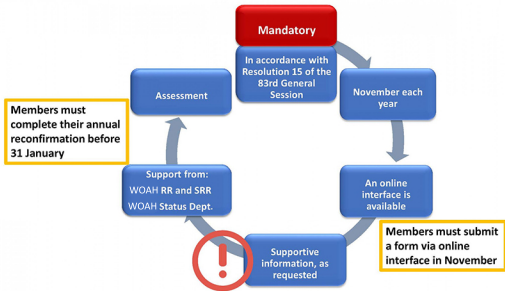 Mandatory
In accordance with
Resolution 15 of the
83rd General
Session
November each
year
An online
interface is
available
Members must submit
a form via online
interface in November
Supportive
information, as
requested
!
Support from:
WOAH RR and SRR
WOAH Status Dept.
Members must
complete their annual
reconfirmation before
31 January
Assessment